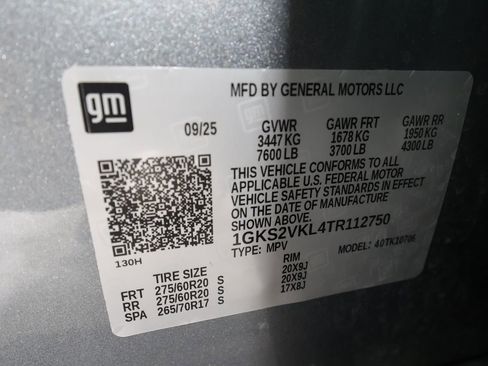 gm
MFD BY GENERAL MOTORS LLC
09/25 GVWR GAWR FRT GAWR RR
3447 KG 1678 KG 1950 KG
7600 LB 3700 LB 4300 LB
THIS VEHICLE CONFORMS TO ALL
APPLICABLE U.S. FEDERAL MOTOR
VEHICLE SAFETY STANDARDS IN EFFECT
ON THE DATE OF MANUFACTURE
SHOWN ABOVE.
1GKS2VKL4TR112750
TYPE: MPV MODEL: 40TK10706
130H
TIRE SIZE RIM
FRT 275/60R20 S 20X9J
RR 275/60R20 S 20X9J
SPA 265/70R17 S 17X8J